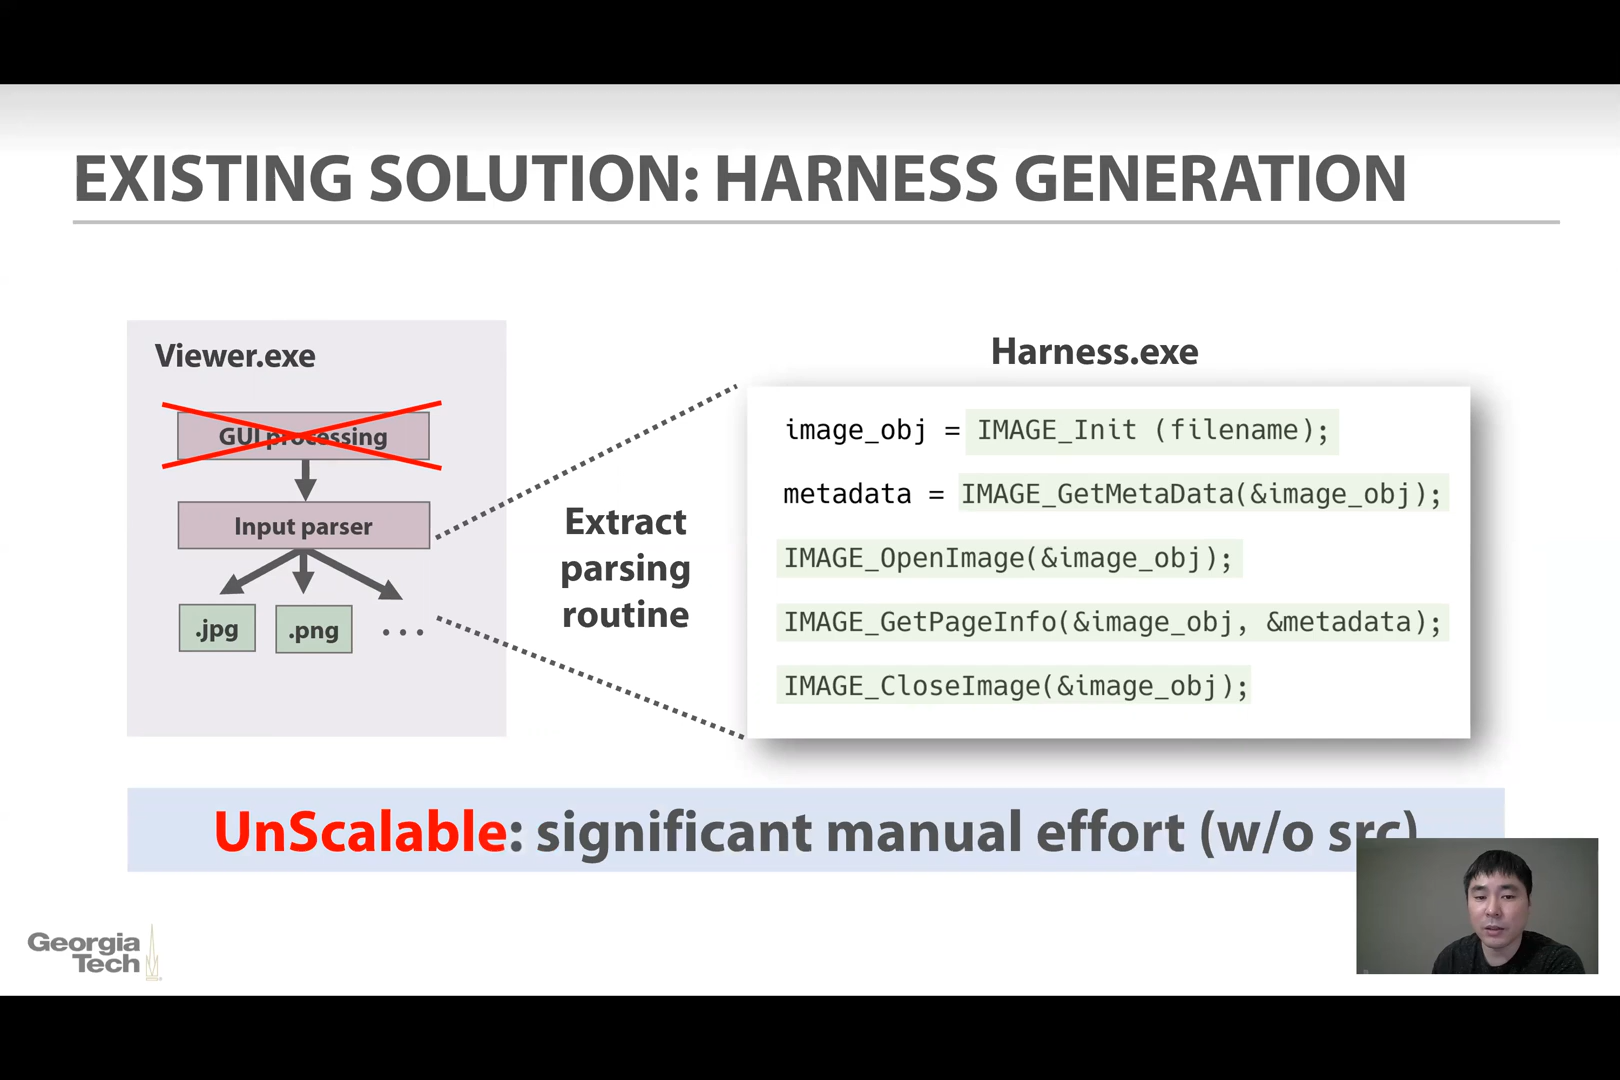 EXISTING SOLUTION: HARNESS GENERATION
Viewer.exe
GUI processing
Input parser
.jpg
.png
...
Extract
parsing
routine
Harness.exe
image_obj = IMAGE_Init (filename);
metadata = IMAGE_GetMetaData(&image_obj);
IMAGE_OpenImage(&image_obj);
IMAGE_GetPageInfo(&image_obj, &metadata);
IMAGE_CloseImage(&image_obj);
UnScalable: significant manual effort (w/o src)
Georgia
Tech